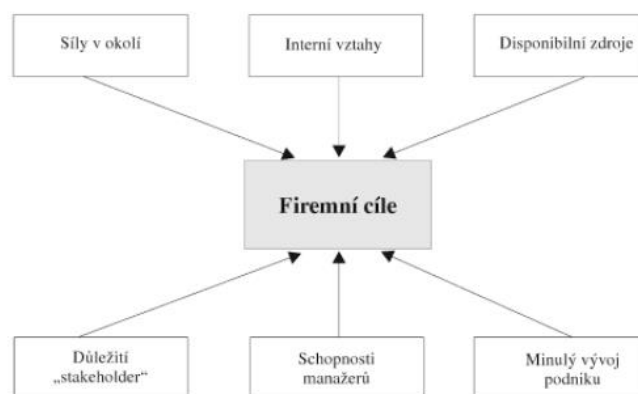 Síly v okolí
Interní vztahy
Disponibilní zdroje
Firemní cíle
Důležití
„stakeholder“
Schopnosti
manažerů
Minulý vývoj
podniku